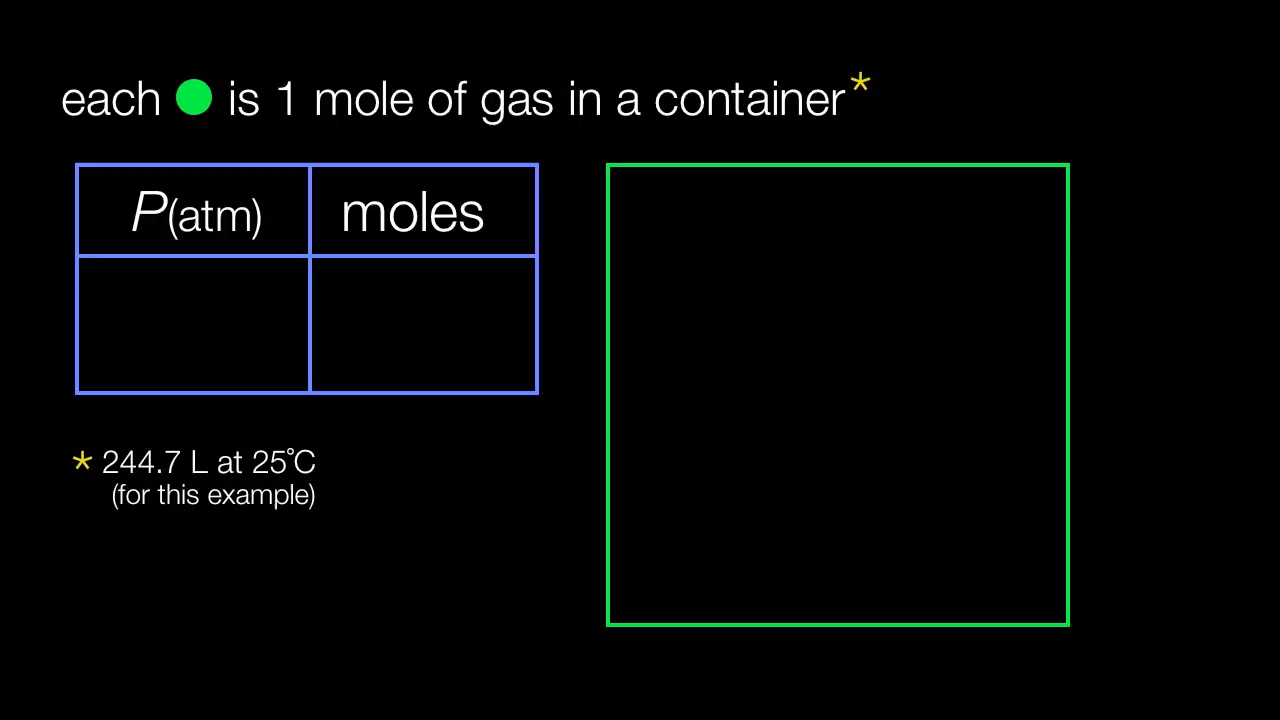 each is 1 mole of gas in a container*
P(atm) moles
* 244.7 L at 25°C
(for this example)